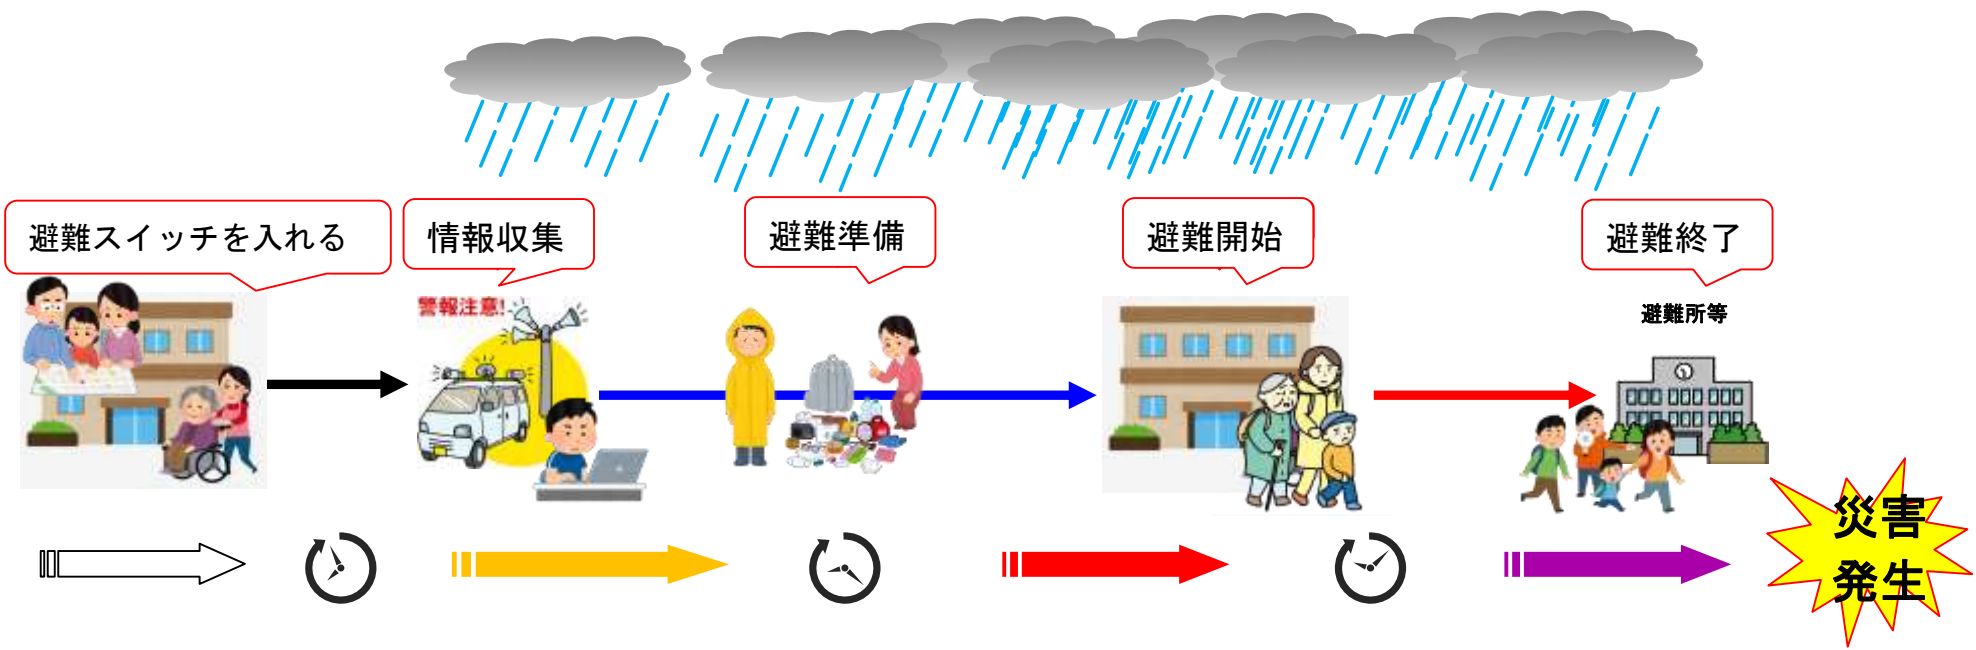 避難スイッチを入れる
情報収集
避難準備
避難開始
避難終了
警報注意!
避難所等
災害
発生